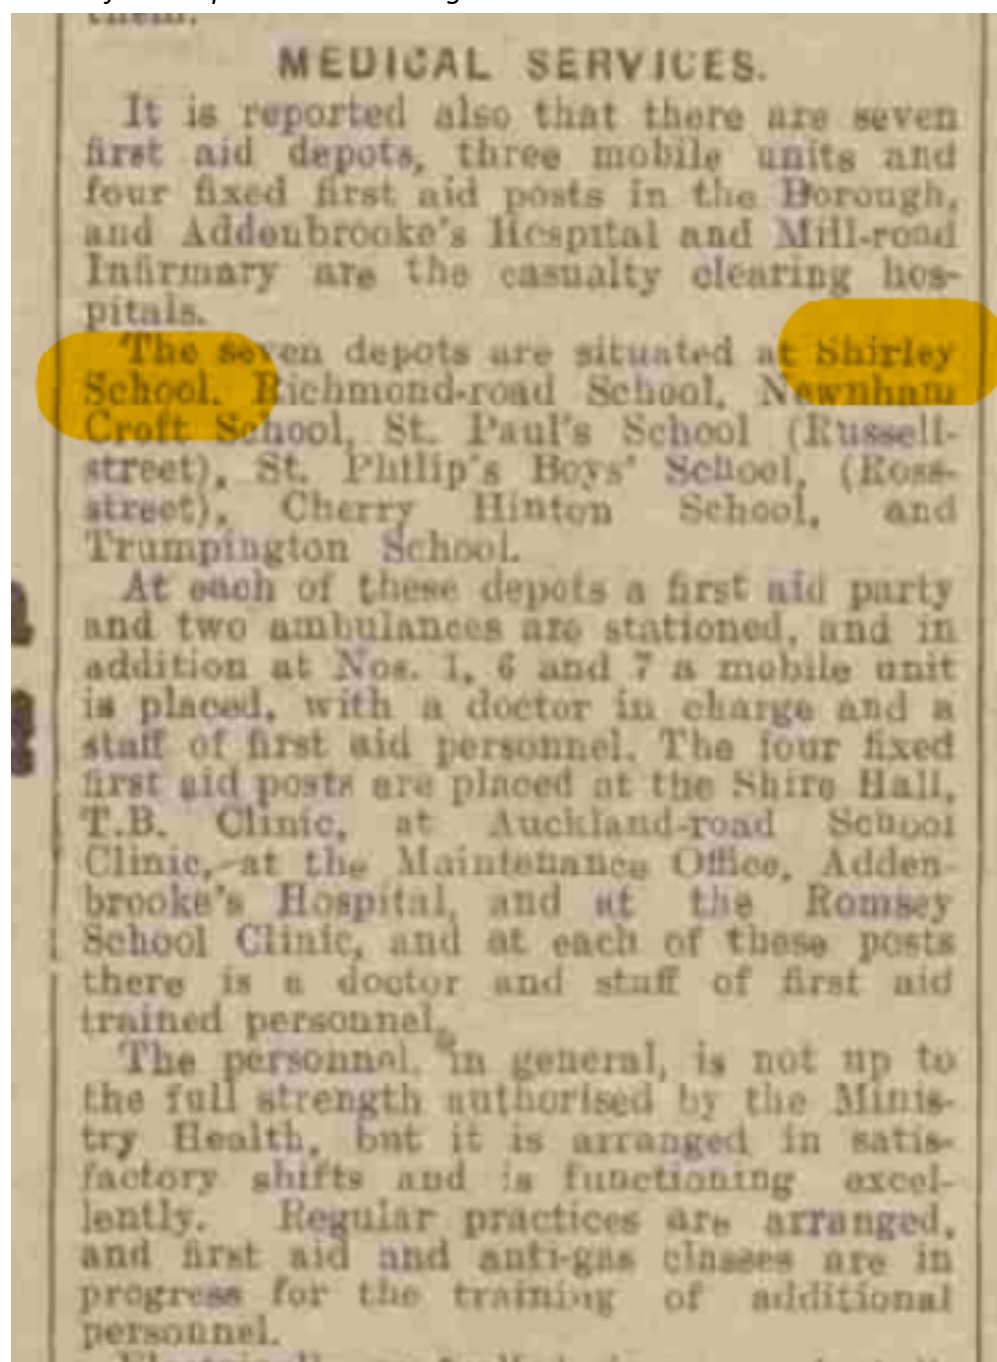 them.
MEDICAL SERVICES.
It is reported also that there are seven
first aid depots, three mobile units and
four fixed first aid posts in the Borough,
and Addenbrooke's Hospital and Mill-road
Infirmary are the casualty clearing hos-
pitals.
The seven depots are situated at Shirley
School, Richmond-road School, Newnham
Croft School, St. Paul's School (Russell-
street), St. Philip's Boys' School, (Ross-
street), Cherry Hinton School, and
Trumpington School.
At each of these depots a first aid party
and two ambulances are stationed, and in
addition at Nos. 1, 6 and 7 a mobile unit
is placed, with a doctor in charge and a
staff of first aid personnel. The four fixed
first aid posts are placed at the Shire Hall,
T.B. Clinic, at Auckland-road School
Clinic, at the Maintenance Office, Adden-
brooke's Hospital, and at the Romsey
School Clinic, and at each of these posts
there is a doctor and staff of first aid
trained personnel.
The personnel, in general, is not up to
the full strength authorised by the Minis-
try Health, but it is arranged in satis-
factory shifts and is functioning excel-
lently. Regular practices are arranged,
and first aid and anti-gas classes are in
progress for the training of additional
personnel.